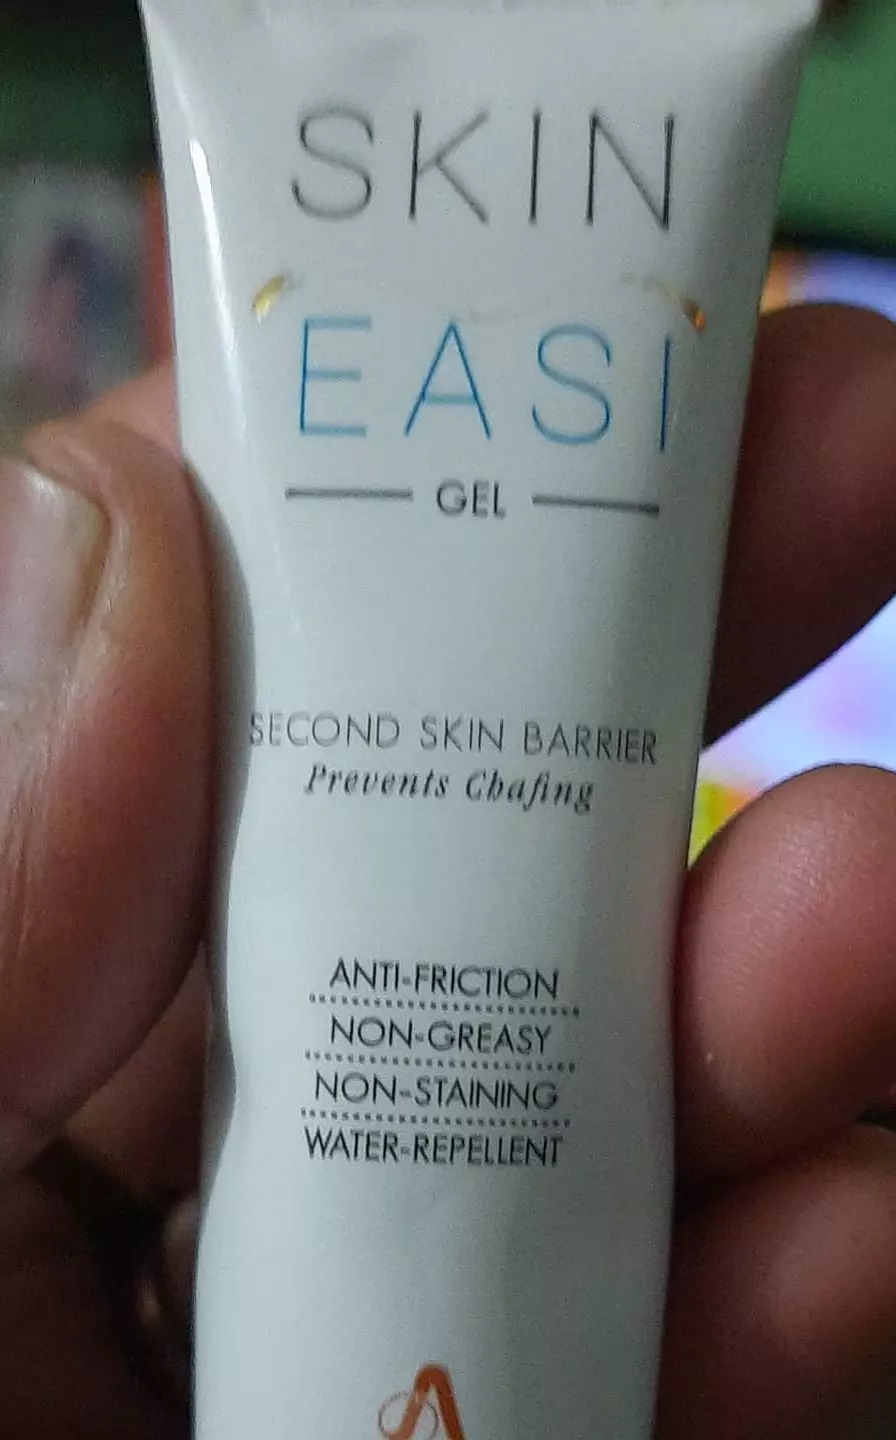 SKIN
EASI
GEL
SECOND SKIN BARRIER
Prevents Chafing
ANTI-FRICTION
NON-GREASY
NON-STAINING
WATER-REPELLENT